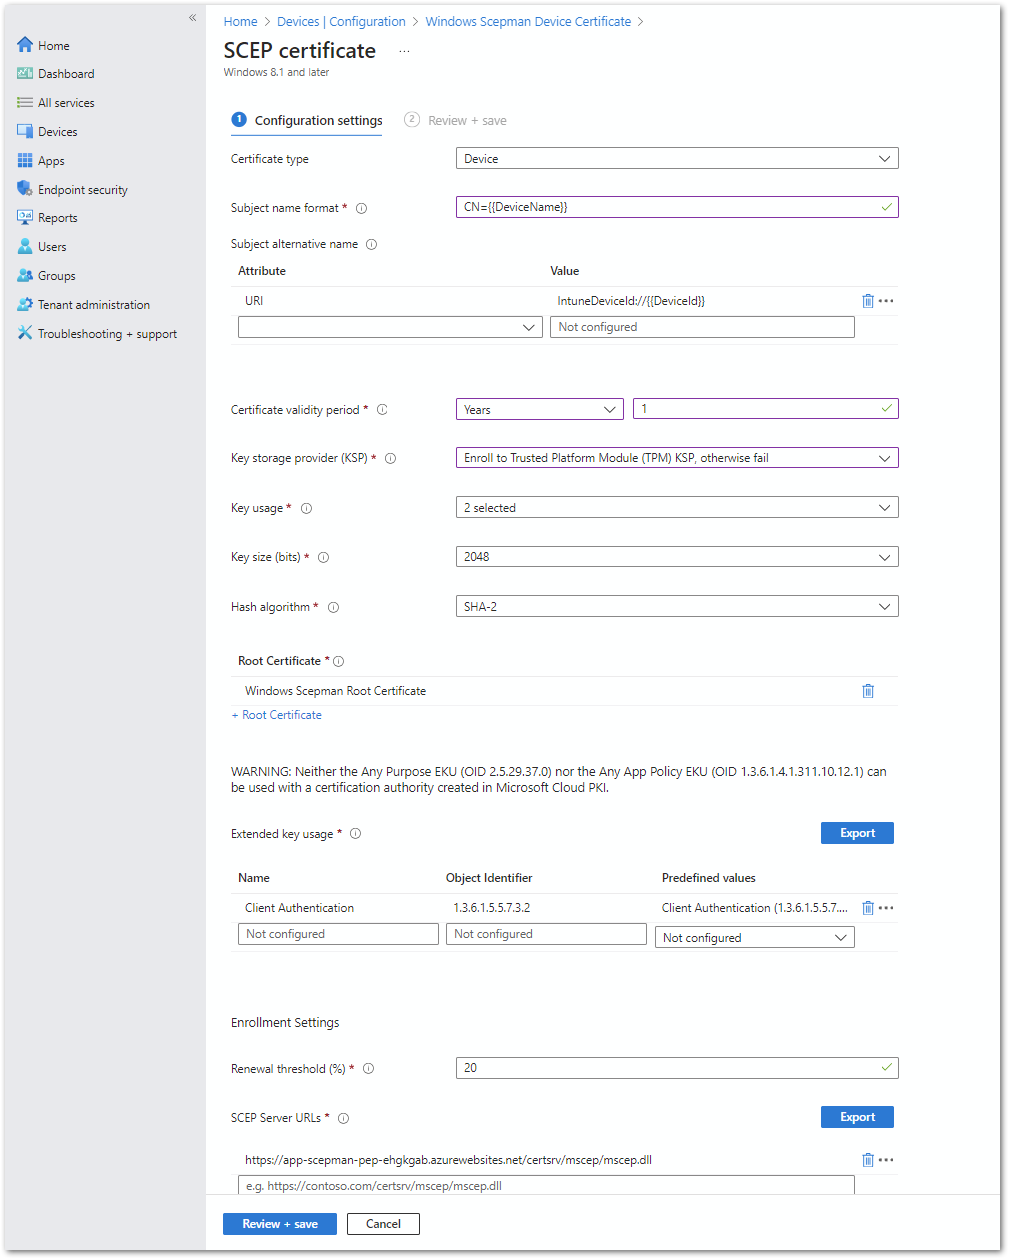 «
Home
Dashboard
All services
Devices
Apps
Endpoint security
Reports
Users
Groups
Tenant administration
Troubleshooting + support
Home > Devices | Configuration > Windows Scepman Device Certificate >
SCEP certificate ...
Windows 8.1 and later
1 Configuration settings 2 Review + save
Certificate type Device
Subject name format * CN={{DeviceName}}
Subject alternative name
Attribute Value
URI IntuneDeviceId://{{DeviceId}}
Not configured
Certificate validity period * Years 1
Key storage provider (KSP) * Enroll to Trusted Platform Module (TPM) KSP, otherwise fail
Key usage * 2 selected
Key size (bits) * 2048
Hash algorithm * SHA-2
Root Certificate *
Windows Scepman Root Certificate
+ Root Certificate
WARNING: Neither the Any Purpose EKU (OID 2.5.29.37.0) nor the Any App Policy EKU (OID 1.3.6.1.4.1.311.10.12.1) can
be used with a certification authority created in Microsoft Cloud PKI.
Extended key usage * Export
Name Object Identifier Predefined values
Client Authentication 1.3.6.1.5.5.7.3.2 Client Authentication (1.3.6.1.5.5.7....
Not configured Not configured Not configured
Enrollment Settings
Renewal threshold (%) * 20
SCEP Server URLs * Export
https://app-scepman-pep-ehgkgab.azurewebsites.net/certsrv/mscep/mscep.dll
e.g. https://contoso.com/certsrv/mscep/mscep.dll
Review + save Cancel